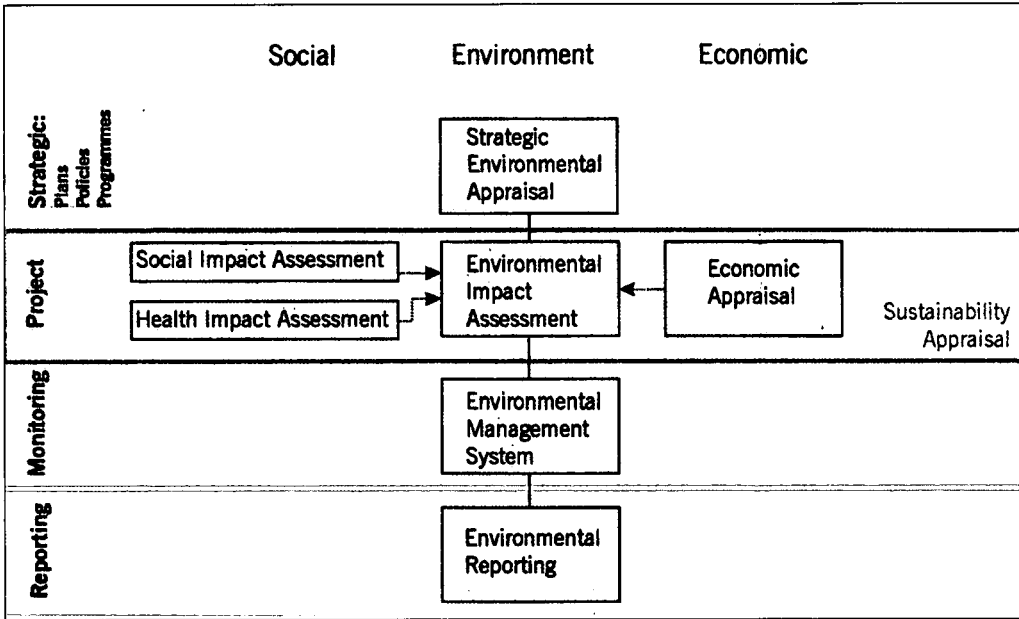 Social
Environment
Economic
Strategic:
Plans
Policies
Programmes
Strategic
Environmental
Appraisal
Project
Social Impact Assessment
Health Impact Assessment
Environmental
Impact
Assessment
Economic
Appraisal
Sustainability
Appraisal
Monitoring
Environmental
Management
System
Reporting
Environmental
Reporting